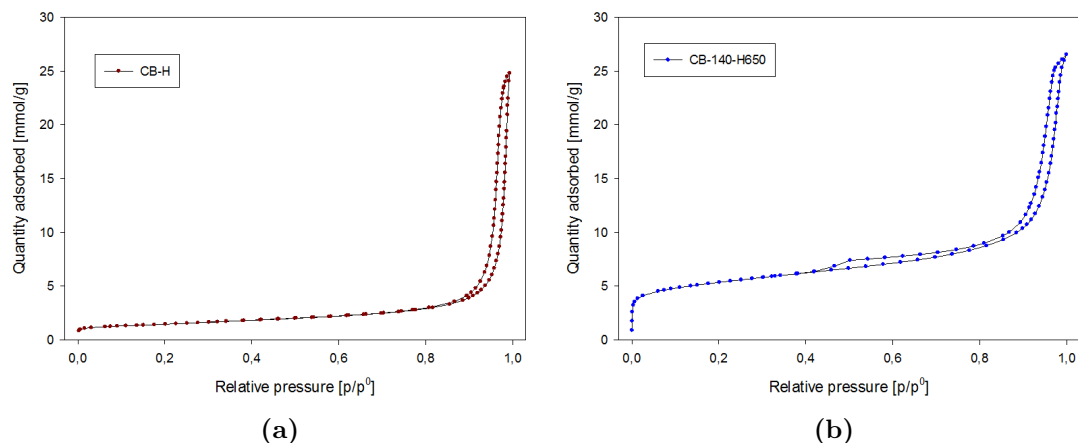 30
25
20
15
10
5
0
Quantity adsorbed [mmol/g]
CB-H
0,0 0,2 0,4 0,6 0,8 1,0
Relative pressure [p/p⁰]
(a)
30
25
20
15
10
5
0
Quantity adsorbed [mmol/g]
CB-140-H650
0,0 0,2 0,4 0,6 0,8 1,0
Relative pressure [p/p⁰]
(b)